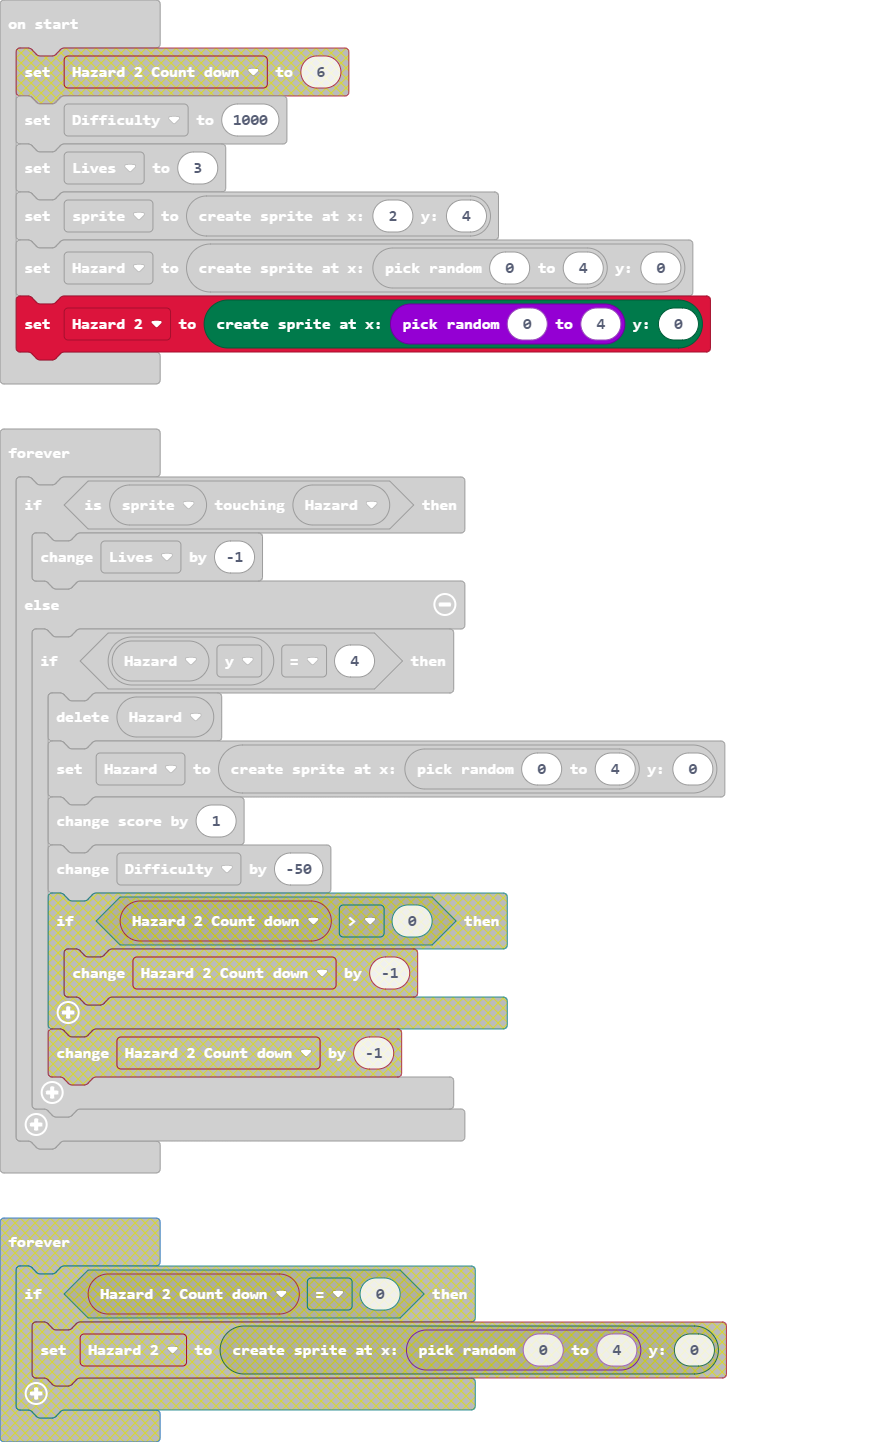 on start
set Hazard 2 Count down to 6
set Difficulty to 1000
set Lives to 3
set sprite to create sprite at x: 2 y: 4
set Hazard to create sprite at x: pick random 0 to 4 y: 0
set Hazard 2 to create sprite at x: pick random 0 to 4 y: 0
forever
if is sprite touching Hazard then
change Lives by -1
else
if Hazard y = 4 then
delete Hazard
set Hazard to create sprite at x: pick random 0 to 4 y: 0
change score by 1
change Difficulty by -50
if Hazard 2 Count down > 0 then
change Hazard 2 Count down by -1
change Hazard 2 Count down by -1
forever
if Hazard 2 Count down = 0 then
set Hazard 2 to create sprite at x: pick random 0 to 4 y: 0